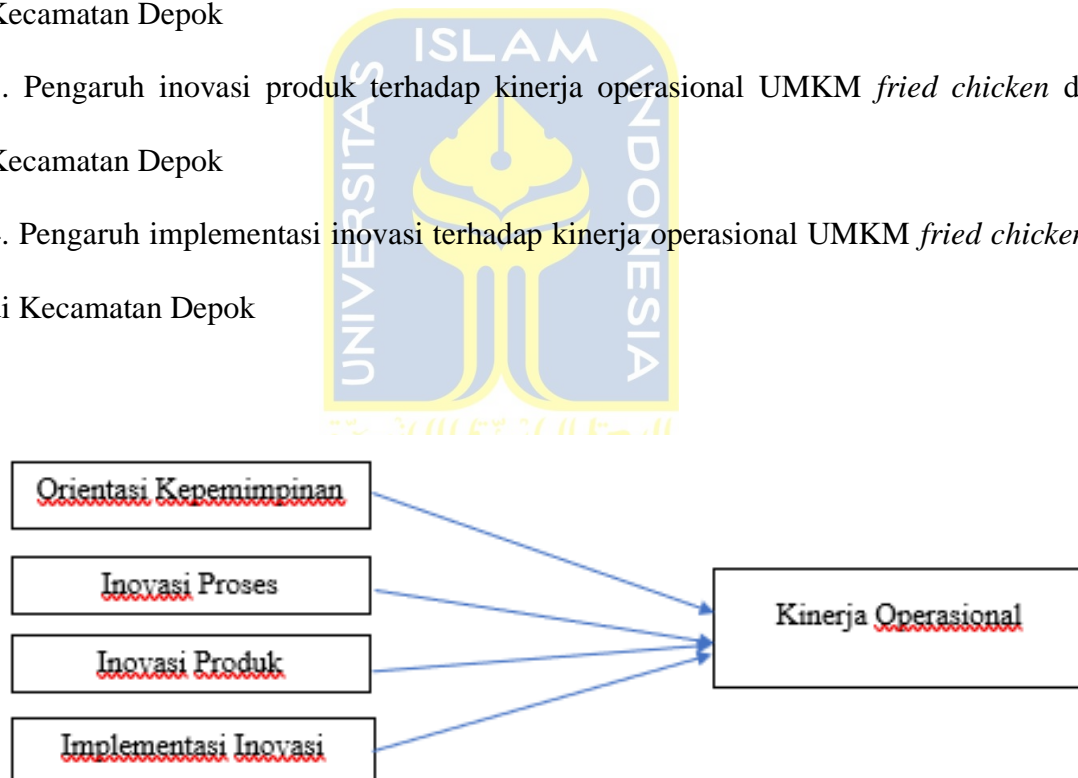 Kecamatan Depok
. Pengaruh inovasi produk terhadap kinerja operasional UMKM fried chicken d
Kecamatan Depok
. Pengaruh implementasi inovasi terhadap kinerja operasional UMKM fried chicken
di Kecamatan Depok
UNIVERSITAS
ISLAM
INDONESIA
Orientasi Kepemimpinan
Inovasi Proses
Inovasi Produk
Implementasi Inovasi
Kinerja Operasional